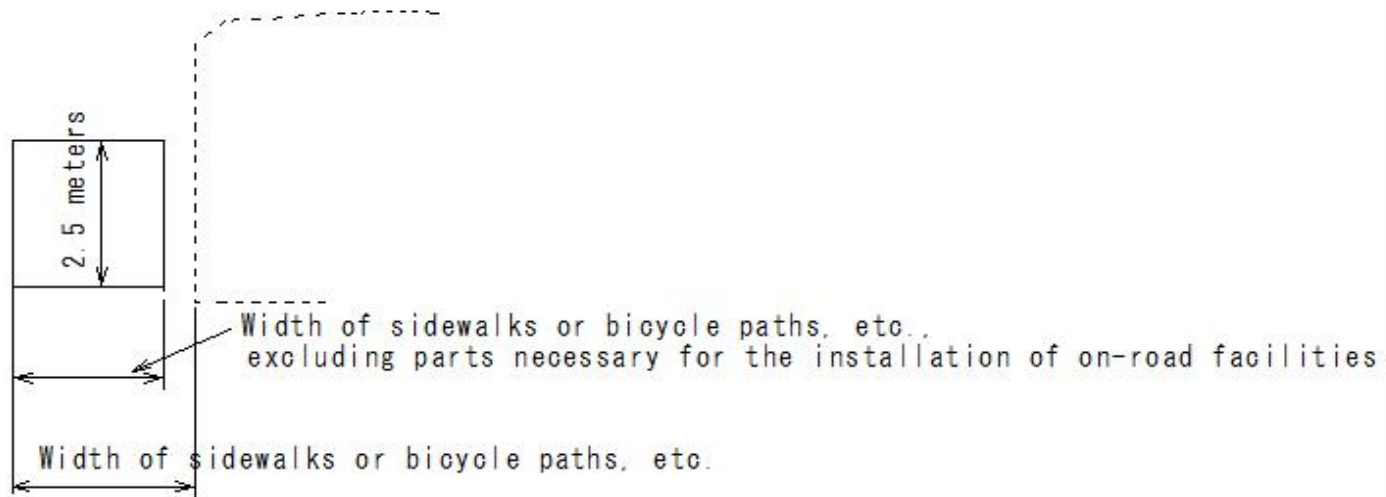 2.5 meters
Width of sidewalks or bicycle paths, etc.,
excluding parts necessary for the installation of on-road facilities
Width of sidewalks or bicycle paths, etc.